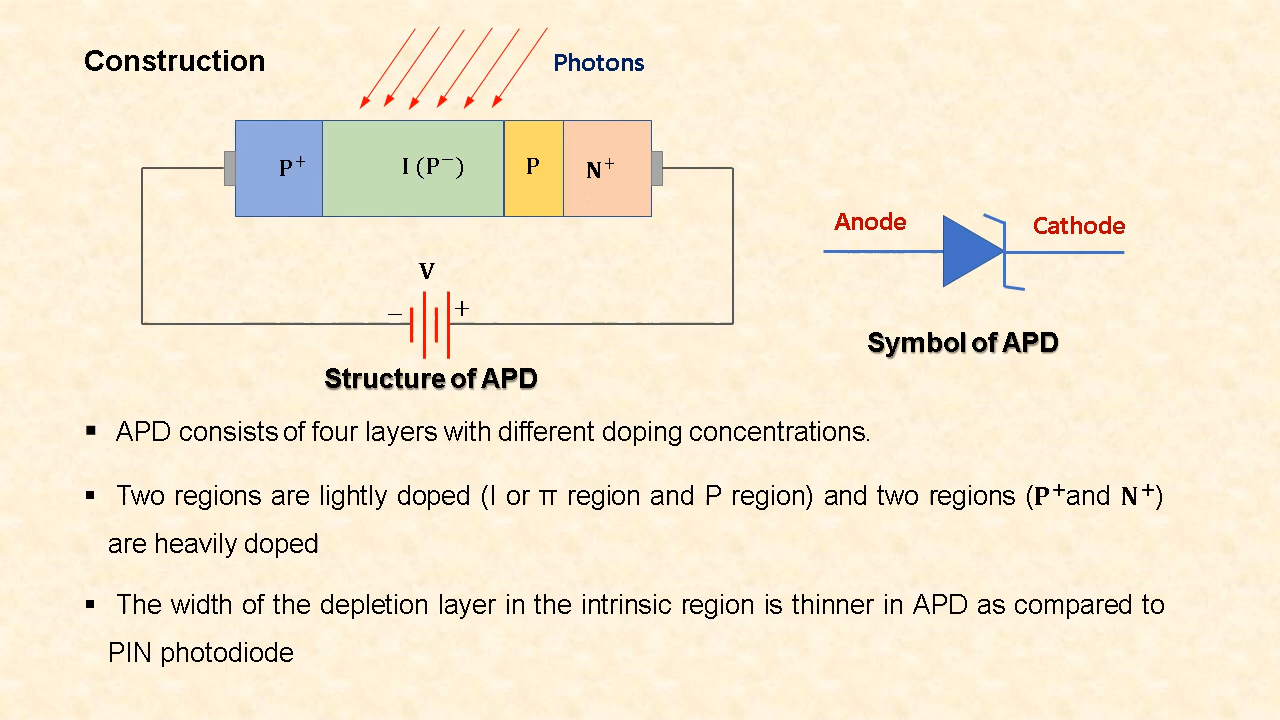 Construction
Photons
P⁺
I (P⁻)
P
N⁺
V
− +
Structure of APD
Anode
Cathode
Symbol of APD
▪ APD consists of four layers with different doping concentrations.
▪ Two regions are lightly doped (I or π region and P region) and two regions (P⁺and N⁺)
are heavily doped
▪ The width of the depletion layer in the intrinsic region is thinner in APD as compared to
PIN photodiode